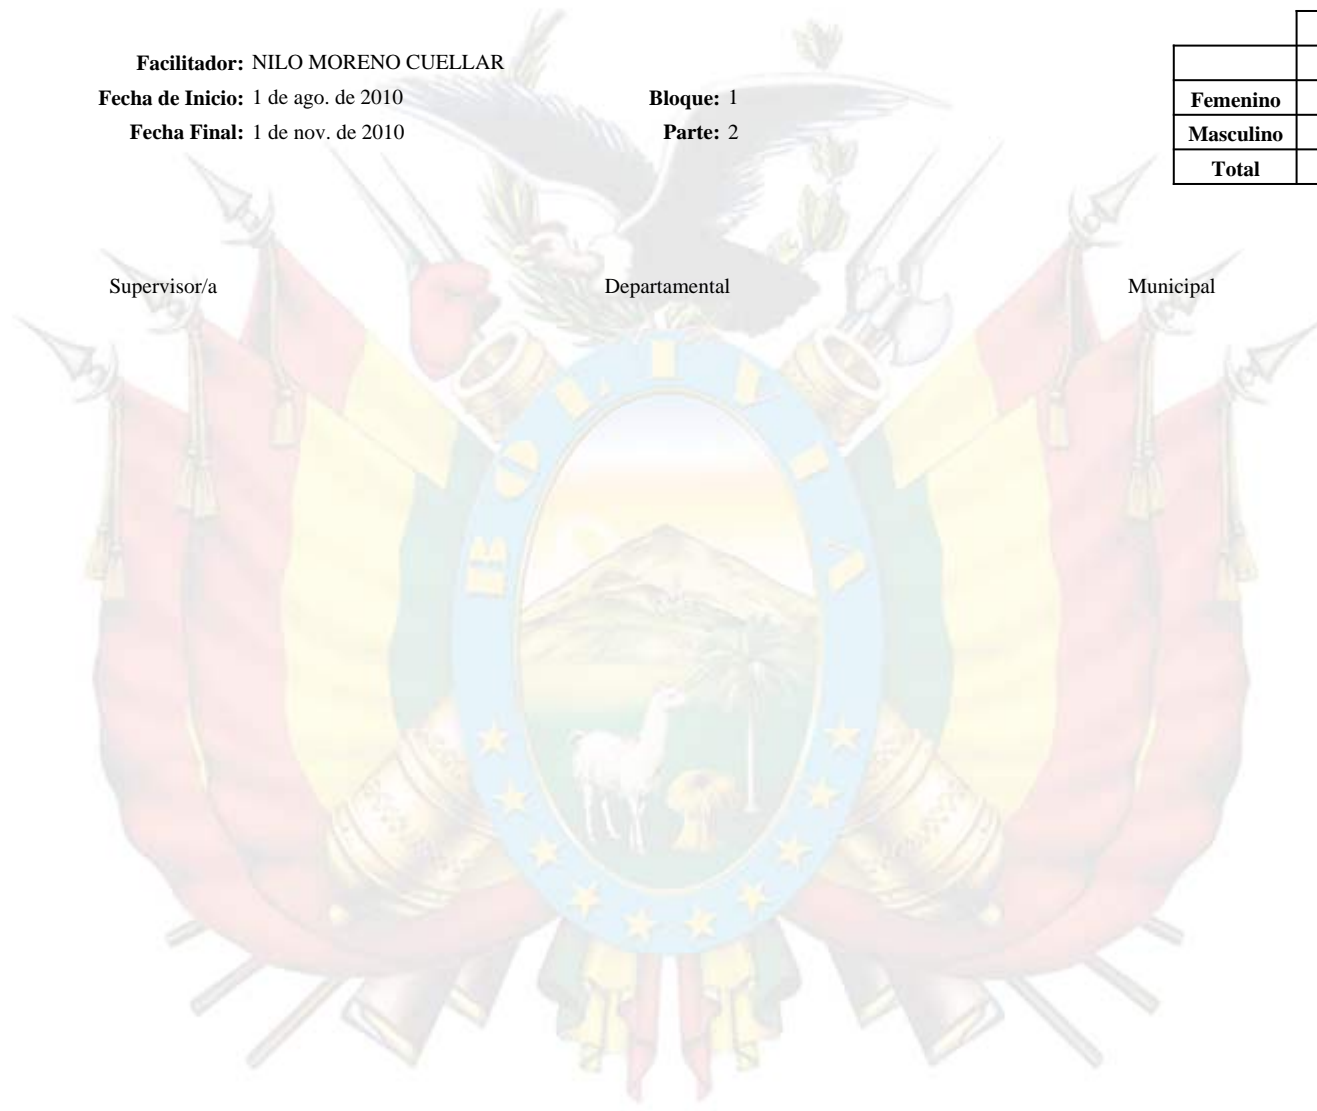 Facilitador: NILO MORENO CUELLAR
Fecha de Inicio: 1 de ago. de 2010 Bloque: 1
Fecha Final: 1 de nov. de 2010 Parte: 2
Femenino
Masculino
Total
Supervisor/a Departamental Municipal
BOLIVIA